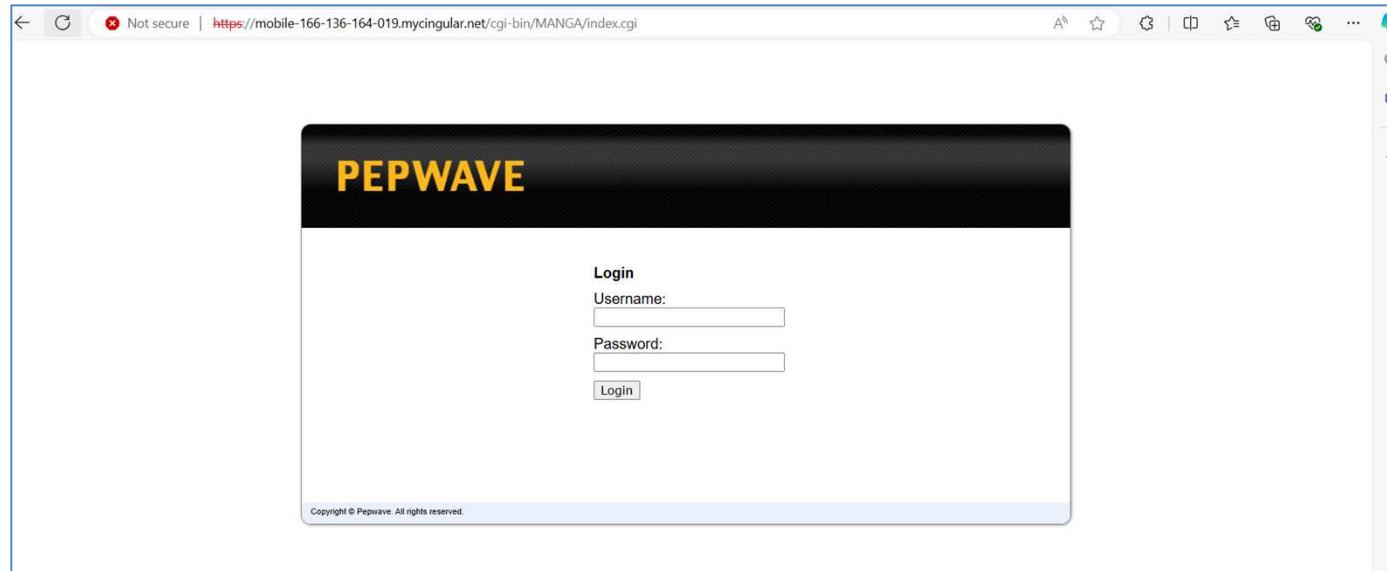 Not secure | https://mobile-166-136-164-019.mycingular.net/cgi-bin/MANGA/index.cgi
PEPWAVE
Login
Username:
Password:
Login
Copyright © Pepwave. All rights reserved.